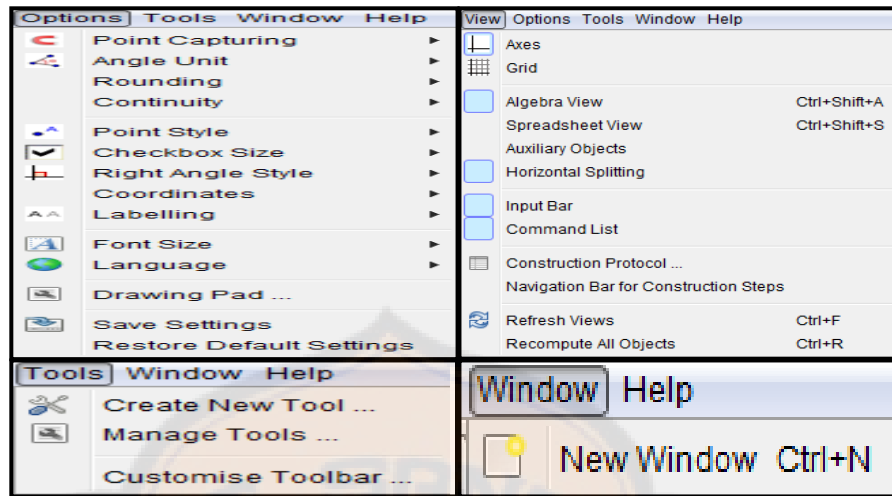 Options Tools Window Help
Point Capturing
Angle Unit
Rounding
Continuity
Point Style
Checkbox Size
Right Angle Style
Coordinates
Labelling
Font Size
Language
Drawing Pad ...
Save Settings
Restore Default Settings
View Options Tools Window Help
Axes
Grid
Algebra View Ctrl+Shift+A
Spreadsheet View Ctrl+Shift+S
Auxiliary Objects
Horizontal Splitting
Input Bar
Command List
Construction Protocol ...
Navigation Bar for Construction Steps
Refresh Views Ctrl+F
Recompute All Objects Ctrl+R
Tools Window Help
Create New Tool ...
Manage Tools ...
Customise Toolbar ...
Window Help
New Window Ctrl+N